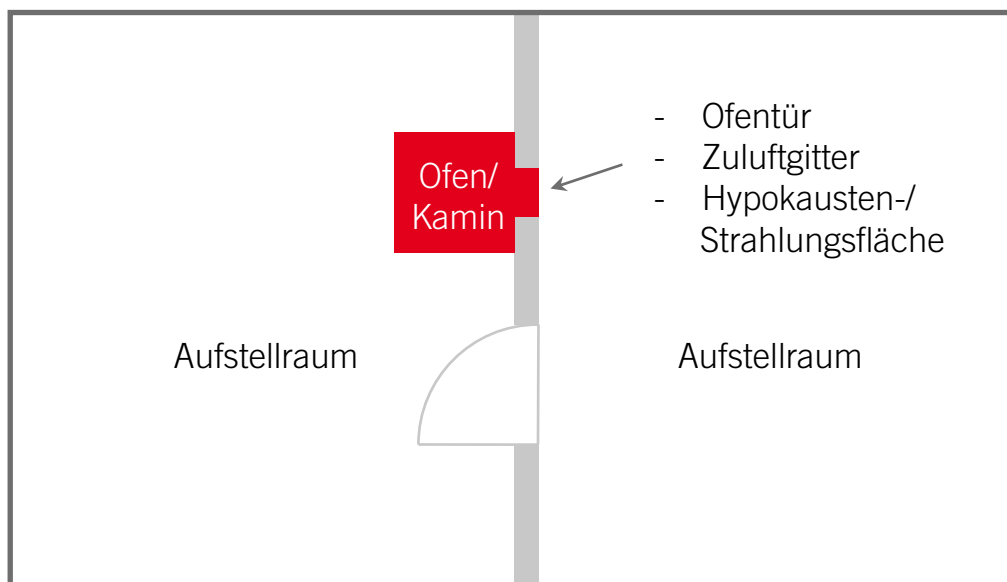 - Ofentür
- Zuluftgitter
- Hypokausten-/
Strahlungsfläche
Ofen/
Kamin
Aufstellraum
Aufstellraum